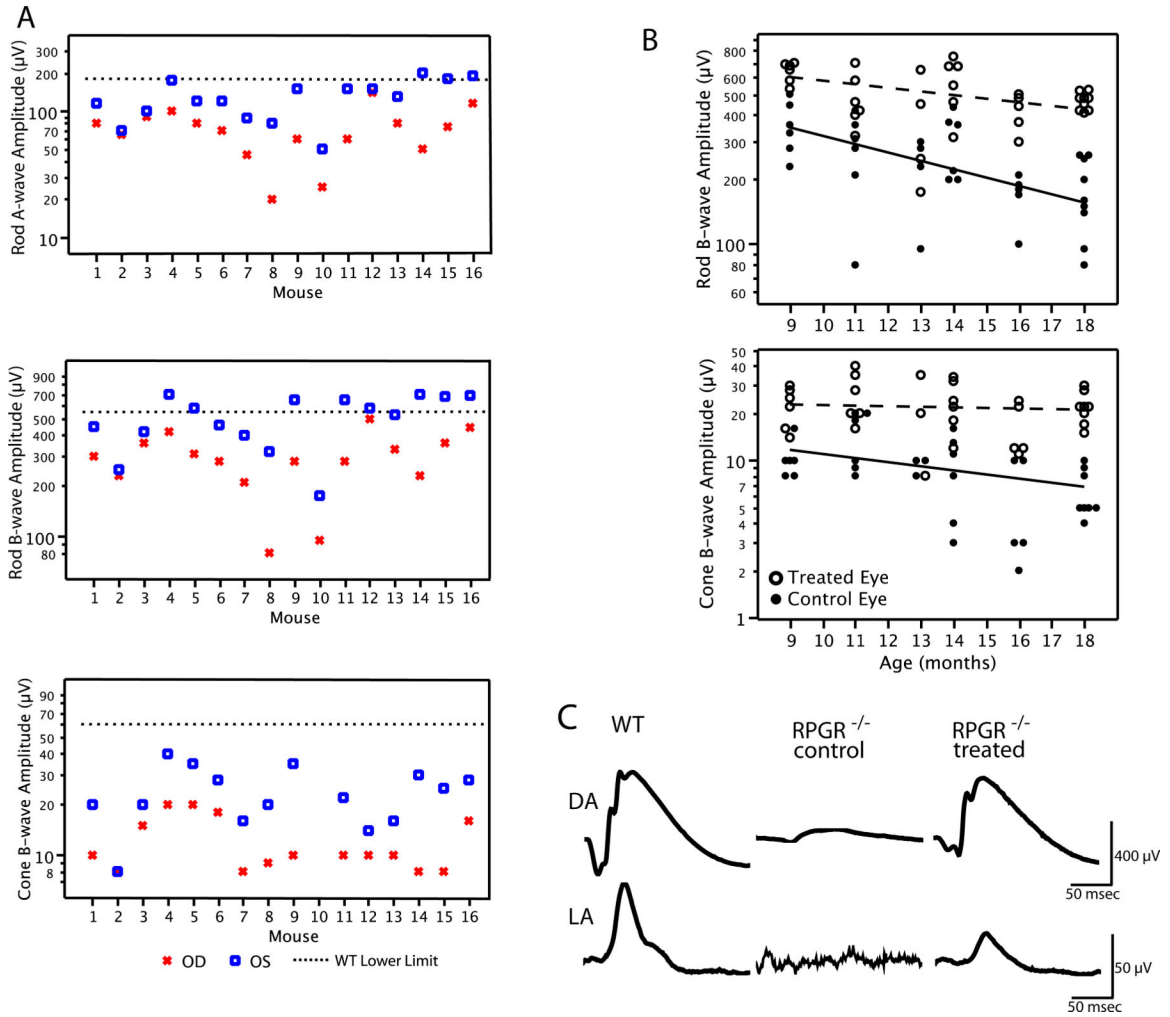 A
Rod A-wave Amplitude (µV)
300
200
100
70
50
30
20
10
1 2 3 4 5 6 7 8 9 10 11 12 13 14 15 16
Mouse
Rod B-wave Amplitude (µV)
900
700
500
400
300
200
100
80
1 2 3 4 5 6 7 8 9 10 11 12 13 14 15 16
Mouse
Cone B-wave Amplitude (µV)
90
70
50
30
20
10
8
1 2 3 4 5 6 7 8 9 10 11 12 13 14 15 16
Mouse
OD OS WT Lower Limit
B
Rod B-wave Amplitude (µV)
800
600
500
400
300
200
100
80
60
9 10 11 12 13 14 15 16 17 18
Cone B-wave Amplitude (µV)
50
40
30
20
10
7
5
4
3
2
1
Treated Eye
Control Eye
9 10 11 12 13 14 15 16 17 18
Age (months)
C
WT
RPGR -/-
control
RPGR -/-
treated
DA
400 µV
50 msec
LA
50 µV
50 msec